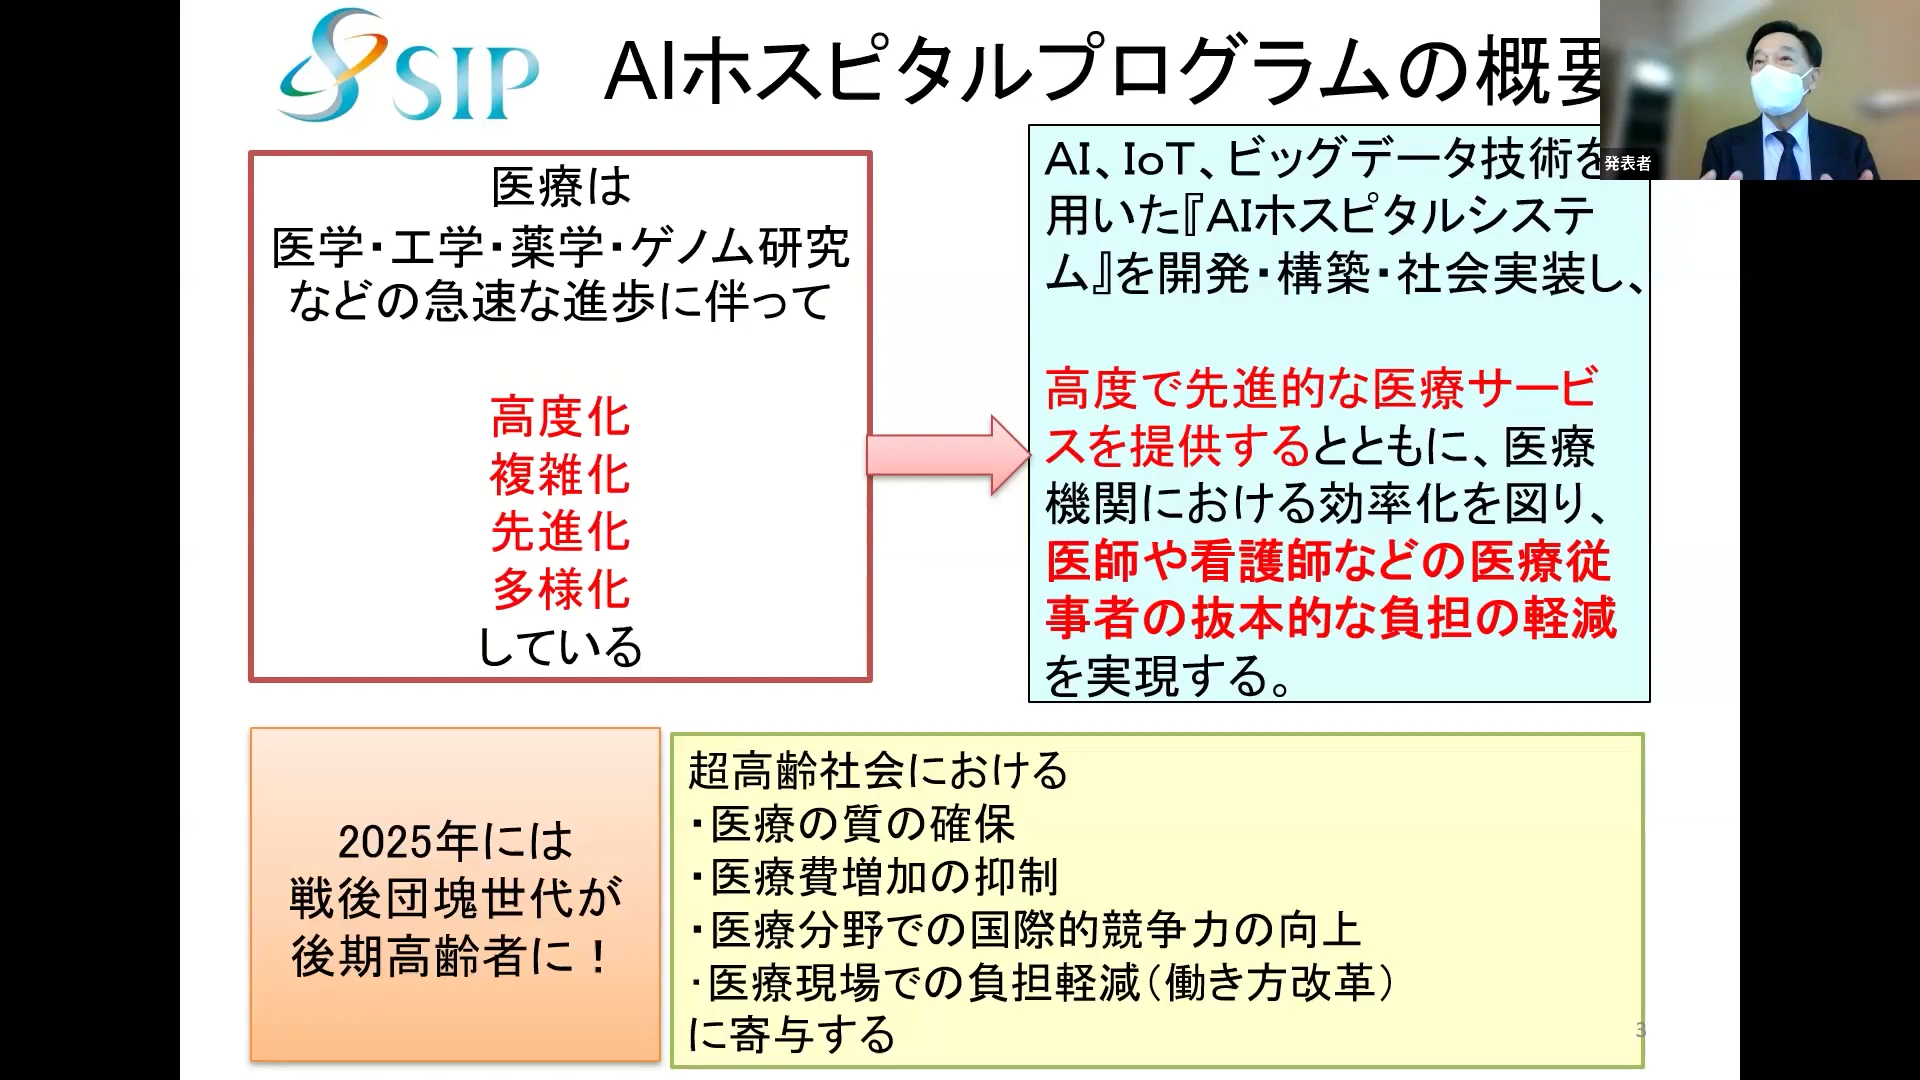 SIP
AIホスピタルプログラムの概要
発表者
医療は
医学・工学・薬学・ゲノム研究
などの急速な進歩に伴って
高度化
複雑化
先進化
多様化
している
AI、IoT、ビッグデータ技術を
用いた『AIホスピタルシステ
ム』を開発・構築・社会実装し、
高度で先進的な医療サービ
スを提供するとともに、医療
機関における効率化を図り、
医師や看護師などの医療従
事者の抜本的な負担の軽減
を実現する。
2025年には
戦後団塊世代が
後期高齢者に！
超高齢社会における
・医療の質の確保
・医療費増加の抑制
・医療分野での国際的競争力の向上
・医療現場での負担軽減（働き方改革）
に寄与する
3